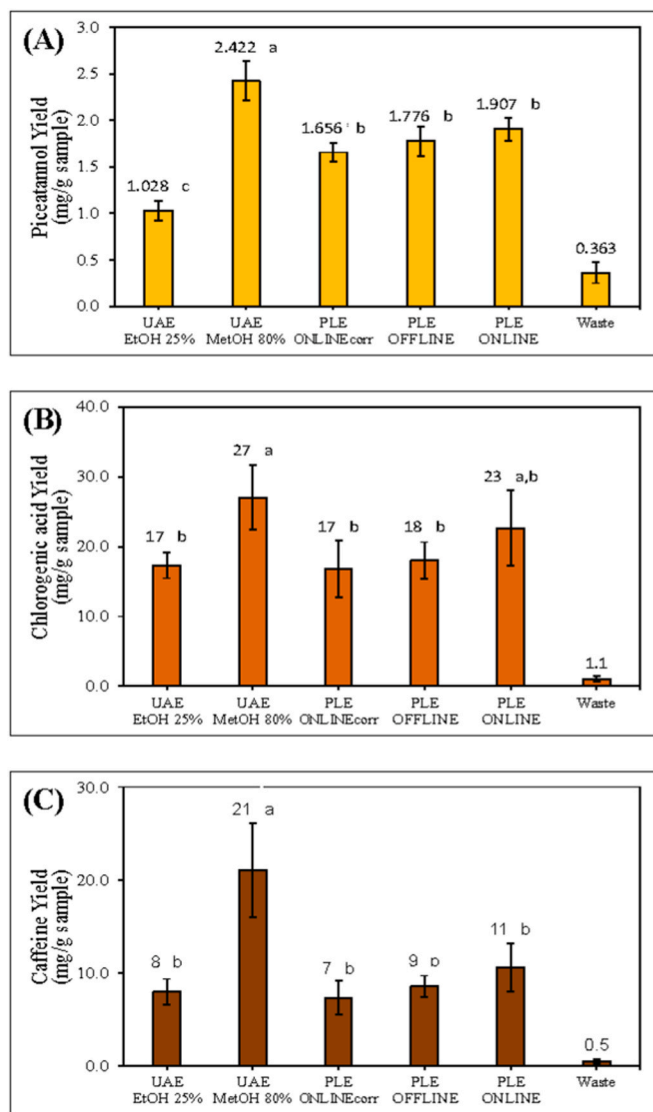 (A)
Piceatannol Yield
(mg/g sample)
3.0
2.5
2.0
1.5
1.0
0.5
0.0
1.028 c
2.422 a
1.656 b
1.776 b
1.907 b
0.363
UAE
EtOH 25%
UAE
MetOH 80%
PLE
ONLINEcorr
PLE
OFFLINE
PLE
ONLINE
Waste
(B)
Chlorogenic acid Yield
(mg/g sample)
40.0
30.0
20.0
10.0
0.0
17 b
27 a
17 b
18 b
23 a,b
1.1
UAE
EtOH 25%
UAE
MetOH 80%
PLE
ONLINEcorr
PLE
OFFLINE
PLE
ONLINE
Waste
(C)
Caffeine Yield
(mg/g sample)
30.0
20.0
10.0
0.0
8 b
21 a
7 b
9 b
11 b
0.5
UAE
EtOH 25%
UAE
MetOH 80%
PLE
ONLINEcorr
PLE
OFFLINE
PLE
ONLINE
Waste